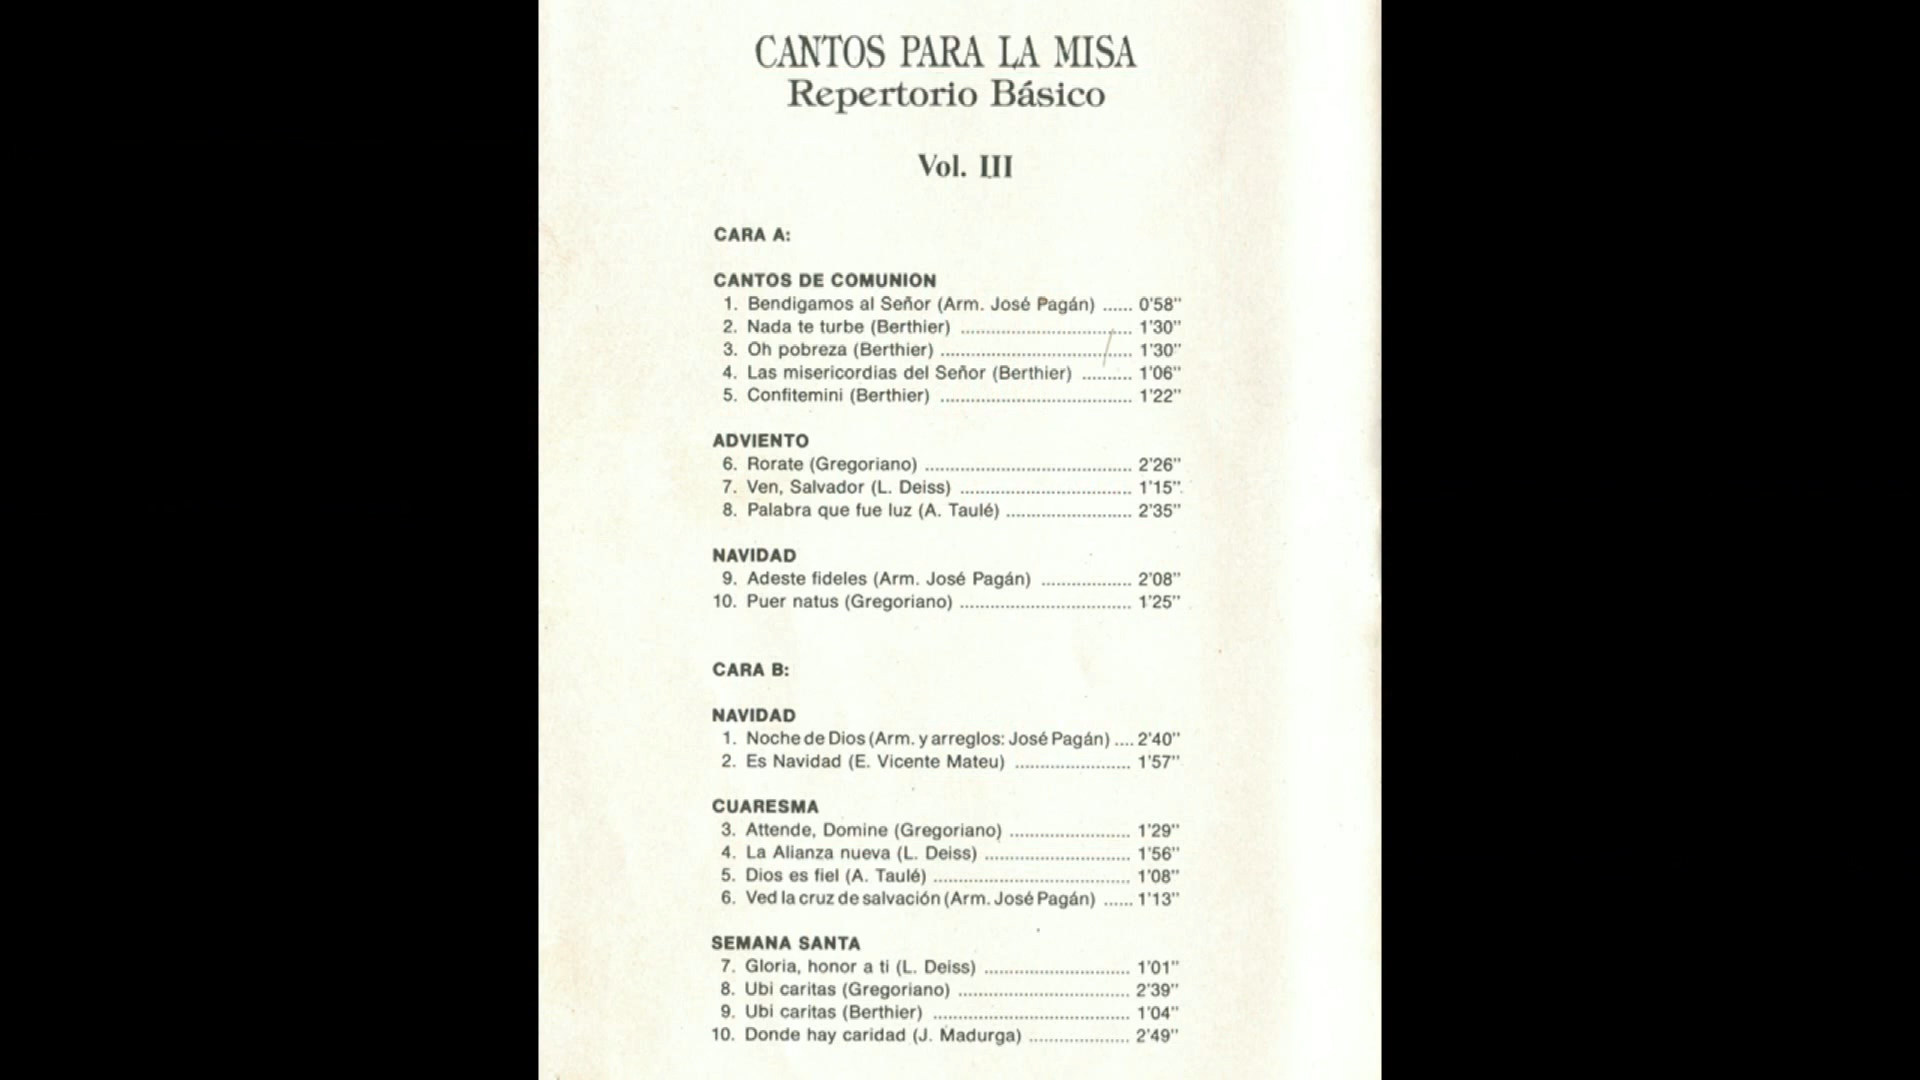 CANTOS PARA LA MISA
Repertorio Básico
Vol. III
CARA A:
CANTOS DE COMUNION
1. Bendigamos al Señor (Arm. José Pagán) ...... 0'58"
2. Nada te turbe (Berthier) .................................. 1'30"
3. Oh pobreza (Berthier) ...................................... 1'30"
4. Las misericordias del Señor (Berthier) .......... 1'06"
5. Confitemini (Berthier) ...................................... 1'22"
ADVIENTO
6. Rorate (Gregoriano) ......................................... 2'26"
7. Ven, Salvador (L. Deiss) .................................. 1'15"
8. Palabra que fue luz (A. Taulé) ......................... 2'35"
NAVIDAD
9. Adeste fideles (Arm. José Pagán) .................. 2'08"
10. Puer natus (Gregoriano) .................................. 1'25"
CARA B:
NAVIDAD
1. Noche de Dios (Arm. y arreglos: José Pagán) .... 2'40"
2. Es Navidad (E. Vicente Mateu) ....................... 1'57"
CUARESMA
3. Attende, Domine (Gregoriano) ........................ 1'29"
4. La Alianza nueva (L. Deiss) ............................. 1'56"
5. Dios es fiel (A. Taulé) ....................................... 1'08"
6. Ved la cruz de salvación (Arm. José Pagán) ...... 1'13"
SEMANA SANTA
7. Gloria, honor a ti (L. Deiss) ............................. 1'01"
8. Ubi caritas (Gregoriano) .................................. 2'39"
9. Ubi caritas (Berthier) ....................................... 1'04"
10. Donde hay caridad (J. Madurga) .................... 2'49"